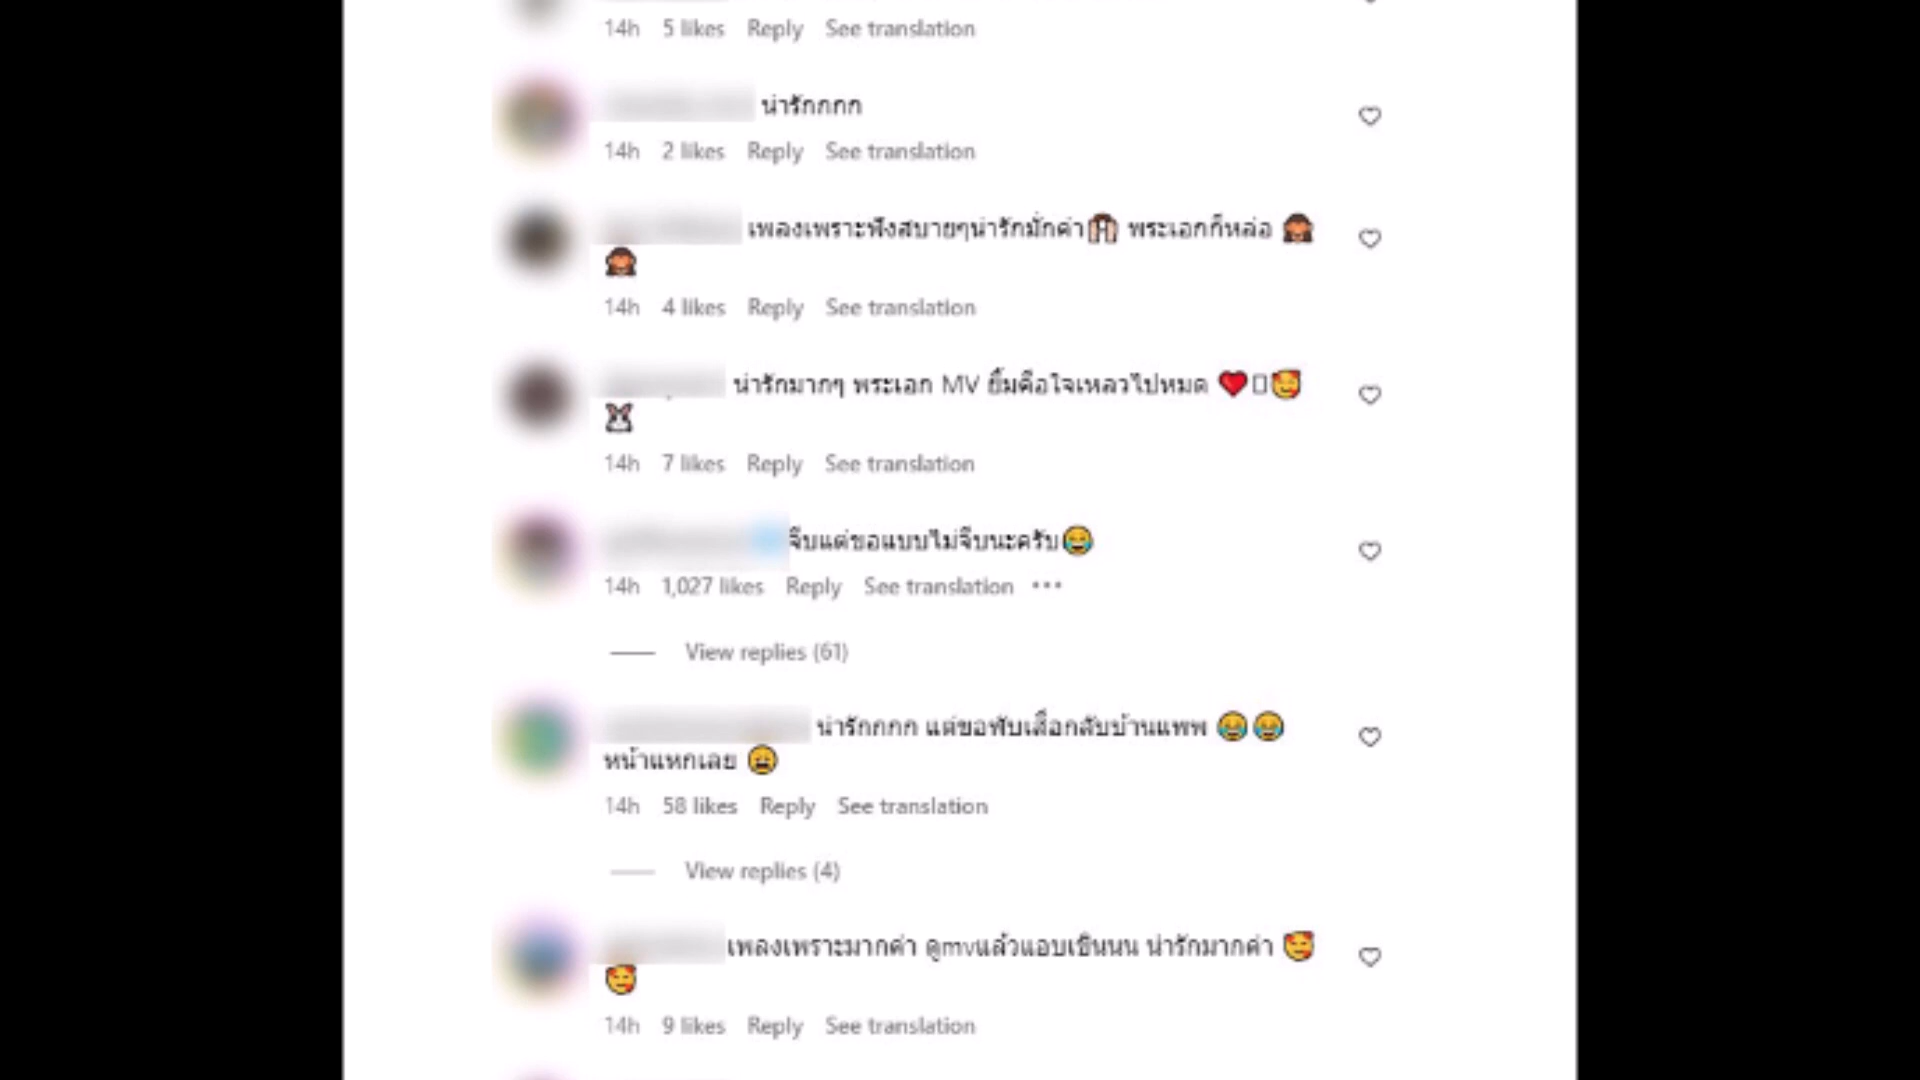 14h 5 likes Reply See translation
น่ารักกกก
14h 2 likes Reply See translation
เพลงเพราะฟังสบายๆน่ารักมั่กค่า🙌 พระเอกก็หล่อ 🙈
🙈
14h 4 likes Reply See translation
น่ารักมากๆ พระเอก MV ยิ้มคือใจเหลวไปหมด ❤️🥰
🐰
14h 7 likes Reply See translation
จีบแต่ขอแบบไม่จีบนะครับ😂
14h 1,027 likes Reply See translation •••
View replies (61)
น่ารักกกก แต่ขอพับเสื่อกลับบ้านแพพ 😂😂
หน้าแหกเลย 😩
14h 58 likes Reply See translation
View replies (4)
เพลงเพราะมากค่า ดูmvแล้วแอบเขินนน น่ารักมากค่า 🥰
🥰
14h 9 likes Reply See translation